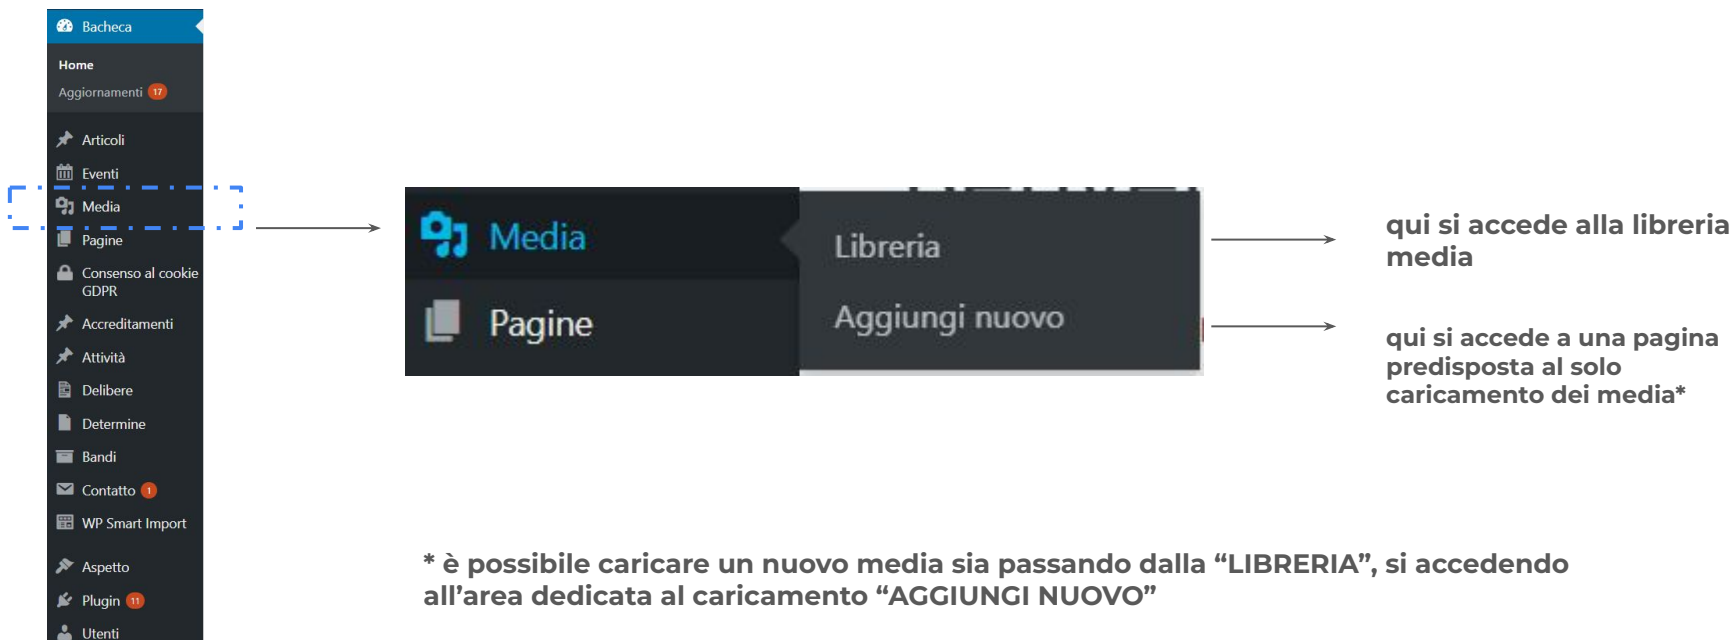 Bacheca
Home
Aggiornamenti 17
Articoli
Eventi
Media
Pagine
Consenso al cookie
GDPR
Accreditamenti
Attività
Delibere
Determine
Bandi
Contatto 1
WP Smart Import
Aspetto
Plugin 11
Utenti
Media
Pagine
Libreria
Aggiungi nuovo
qui si accede alla libreria
media
qui si accede a una pagina
predisposta al solo
caricamento dei media*
* è possibile caricare un nuovo media sia passando dalla “LIBRERIA”, si accedendo
all’area dedicata al caricamento “AGGIUNGI NUOVO”